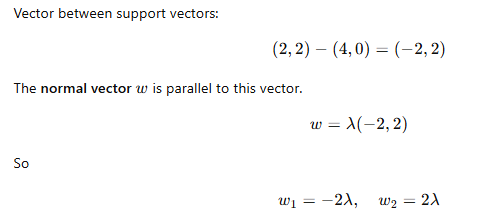 Vector between support vectors:
(2, 2) − (4, 0) = (−2, 2)
The normal vector w is parallel to this vector.
w = λ(−2, 2)
So
w₁ = −2λ, w₂ = 2λ